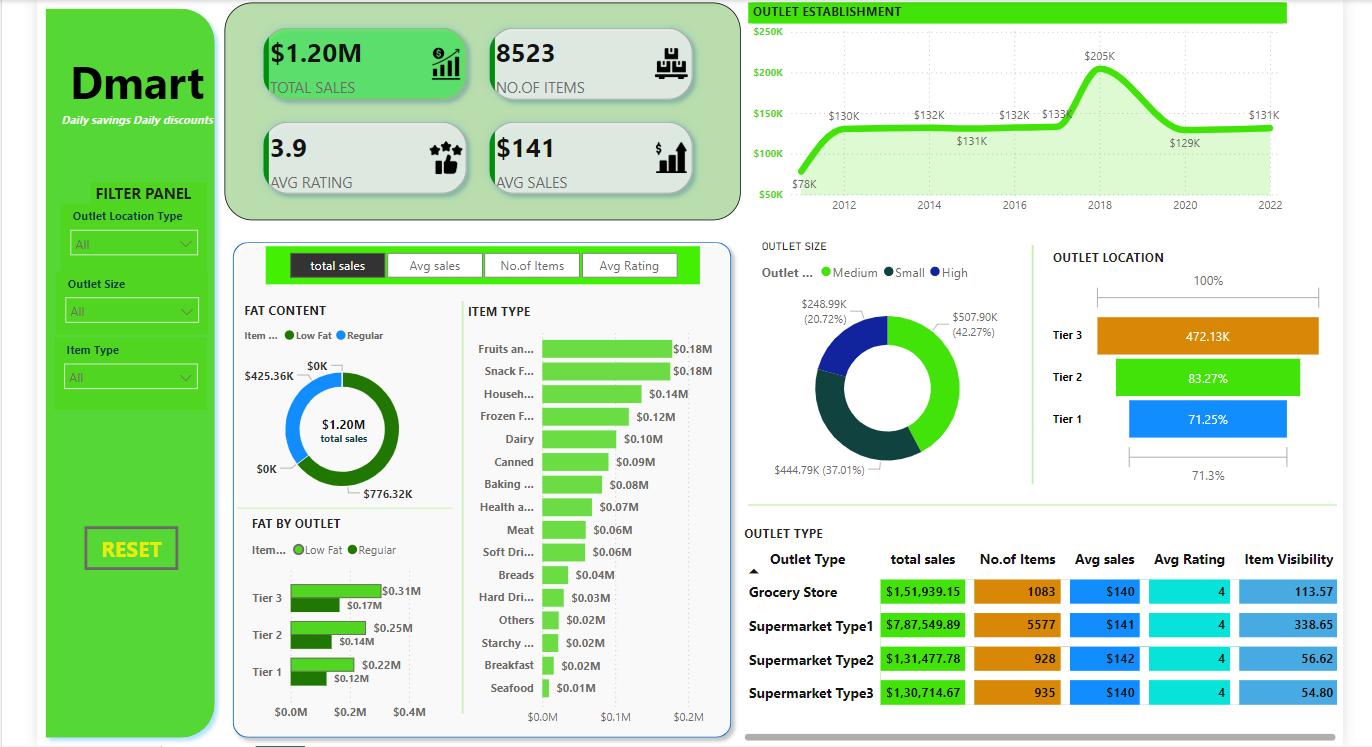 Dmart
Daily savings Daily discounts
FILTER PANEL
Outlet Location Type
All
Outlet Size
All
Item Type
All
RESET
$1.20M
TOTAL SALES
8523
NO.OF ITEMS
3.9
AVG RATING
$141
AVG SALES
total sales
Avg sales
No.of Items
Avg Rating
FAT CONTENT
Item ... Low Fat Regular
$0K
$425.36K
$1.20M
total sales
$0K
$776.32K
FAT BY OUTLET
Item... Low Fat Regular
Tier 3 $0.31M
$0.17M
Tier 2 $0.25M
$0.14M
Tier 1 $0.22M
$0.12M
$0.0M $0.2M $0.4M
ITEM TYPE
Fruits an... $0.18M
Snack F... $0.18M
Househ... $0.14M
Frozen F... $0.12M
Dairy $0.10M
Canned $0.09M
Baking ... $0.08M
Health a... $0.07M
Meat $0.06M
Soft Dri... $0.06M
Breads $0.04M
Hard Dri... $0.03M
Others $0.02M
Starchy ... $0.02M
Breakfast $0.02M
Seafood $0.01M
$0.0M $0.1M $0.2M
OUTLET ESTABLISHMENT
$250K
$200K
$150K
$100K
$50K
$78K
$130K
$132K
$131K
$132K
$133K
$205K
$129K
$131K
2012 2014 2016 2018 2020 2022
OUTLET SIZE
Outlet ... Medium Small High
$248.99K
(20.72%)
$507.90K
(42.27%)
$444.79K (37.01%)
OUTLET LOCATION
100%
Tier 3 472.13K
Tier 2 83.27%
Tier 1 71.25%
71.3%
OUTLET TYPE
Outlet Type total sales No.of Items Avg sales Avg Rating Item Visibility
Grocery Store $1,51,939.15 1083 $140 4 113.57
Supermarket Type1 $7,87,549.89 5577 $141 4 338.65
Supermarket Type2 $1,31,477.78 928 $142 4 56.62
Supermarket Type3 $1,30,714.67 935 $140 4 54.80